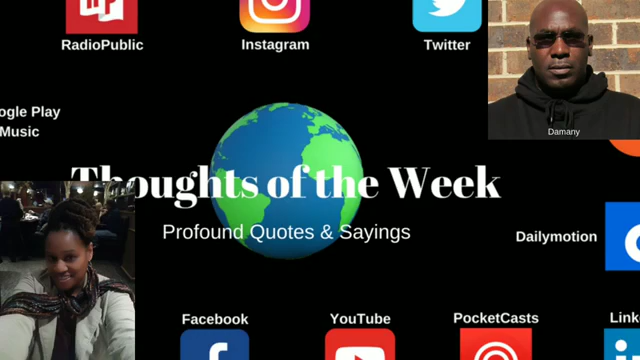 RadioPublic
Instagram
Twitter
Damany
ogle Play
Music
Thoughts of the Week
Profound Quotes & Sayings
Dailymotion
Facebook
YouTube
PocketCasts
Link